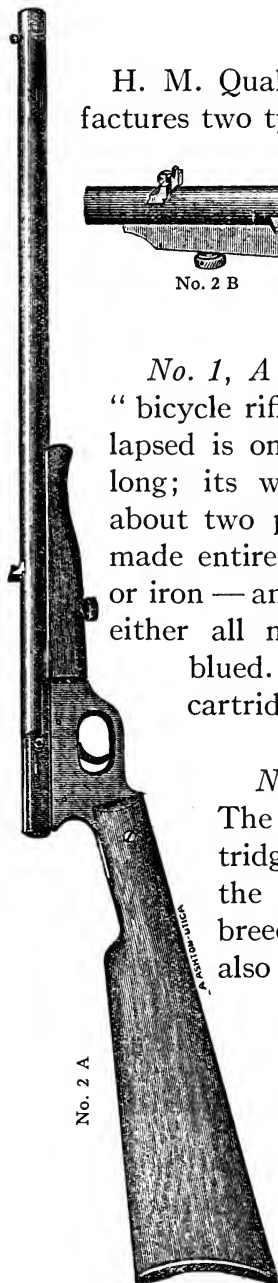 H. M. Qual
factures two ty
No. 2 B
No. 1, A
" bicycle rifl
lapsed is on
long; its w
about two p
made entire
or iron — an
either all n
blued.
cartrid
N
The
tridg
the
breec
also
A ASHTON-UTICA
No. 2 A